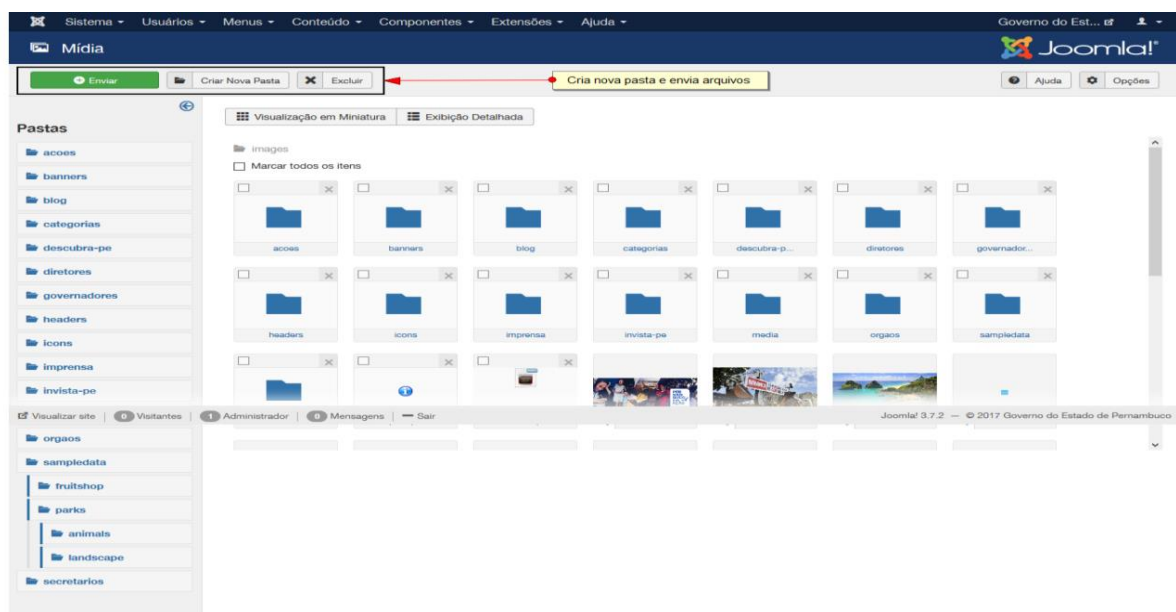 Sistema Usuários Menus Conteúdo Componentes Extensões Ajuda Governo do Est...
Mídia Joomla!
Enviar Criar Nova Pasta Excluir Cria nova pasta e envia arquivos Ajuda Opções
Visualização em Miniatura Exibição Detalhada
Pastas
acoes
banners
blog
categorias
descubra-pe
diretores
governadores
headers
icons
imprensa
invista-pe
images
Marcar todos os itens
acoes banners blog categorias descubra-p... diretores governador...
headers icons imprensa invista-pe media orgaos sampledata
Visualizar site 0 Visitantes 1 Administrador 0 Mensagens Sair Joomla! 3.7.2 — © 2017 Governo do Estado de Pernambuco
orgaos
sampledata
fruitshop
parks
animals
landscape
secretarios